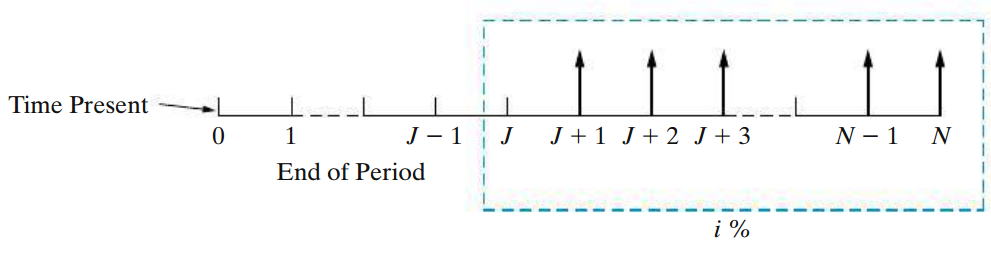 Time Present
0 1 J − 1 J J + 1 J + 2 J + 3 N − 1 N
End of Period
i %